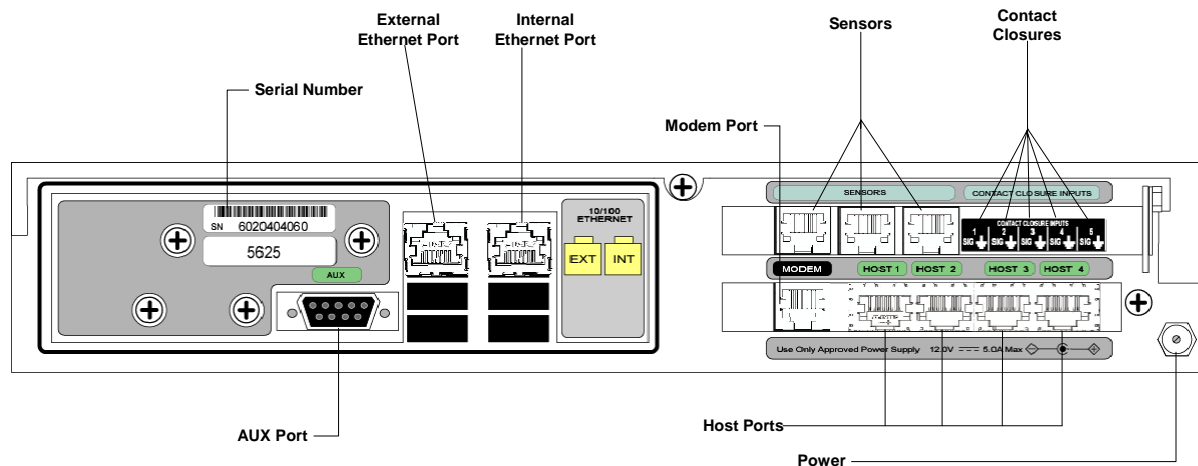 External
Ethernet Port
Internal
Ethernet Port
Sensors
Contact
Closures
Serial Number
Modem Port
SENSORS
CONTACT CLOSURE INPUTS
SN 6020404060
5625
AUX
10/100
ETHERNET
EXT INT
CONTACT CLOSURE INPUTS
1 2 3 4 5
SIG SIG SIG SIG SIG
MODEM HOST 1 HOST 2 HOST 3 HOST 4
Use Only Approved Power Supply 12.0V 5.0A Max
AUX Port
Host Ports
Power